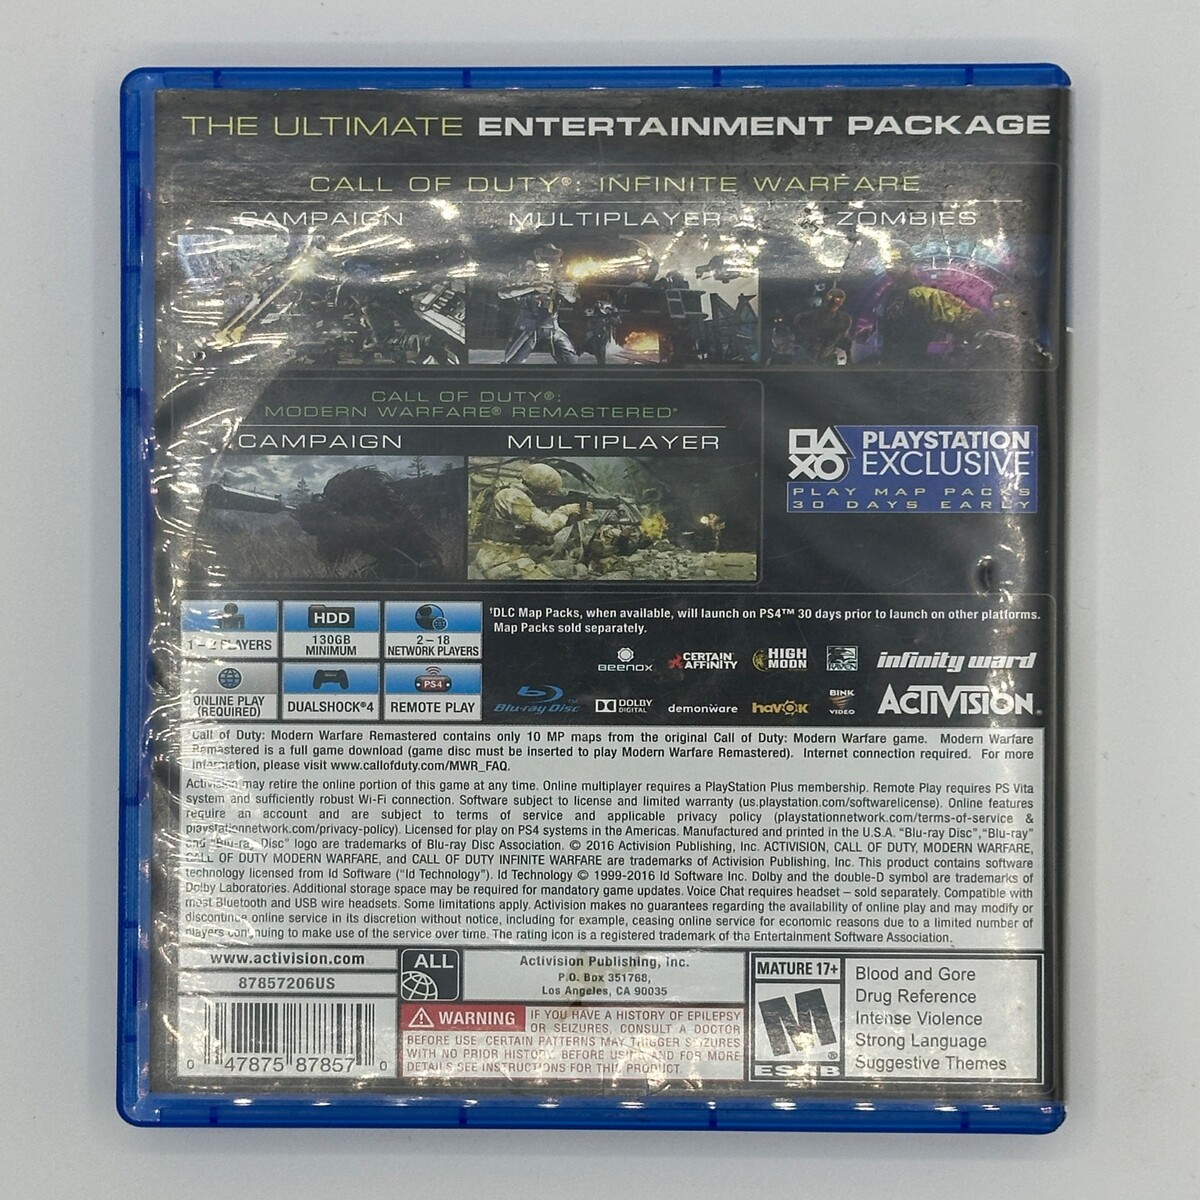 THE ULTIMATE ENTERTAINMENT PACKAGE
CALL OF DUTY®: INFINITE WARFARE
CAMPAIGN MULTIPLAYER ZOMBIES
CALL OF DUTY®:
MODERN WARFARE® REMASTERED*
CAMPAIGN MULTIPLAYER
PLAYSTATION
EXCLUSIVE†
PLAY MAP PACKS
30 DAYS EARLY
1 – 2 PLAYERS
HDD
130GB
MINIMUM
2 – 18
NETWORK PLAYERS
ONLINE PLAY
(REQUIRED)
DUALSHOCK®4
PS4
REMOTE PLAY
†DLC Map Packs, when available, will launch on PS4™ 30 days prior to launch on other platforms.
Map Packs sold separately.
BEENOX CERTAIN AFFINITY HIGH MOON RAVEN infinity ward
Blu-ray Disc™ DOLBY DIGITAL demonware havok BINK VIDEO ACTIVISION®
*Call of Duty: Modern Warfare Remastered contains only 10 MP maps from the original Call of Duty: Modern Warfare game. Modern Warfare
Remastered is a full game download (game disc must be inserted to play Modern Warfare Remastered). Internet connection required. For more
information, please visit www.callofduty.com/MWR_FAQ.
Activision may retire the online portion of this game at any time. Online multiplayer requires a PlayStation Plus membership. Remote Play requires PS Vita
system and sufficiently robust Wi-Fi connection. Software subject to license and limited warranty (us.playstation.com/softwarelicense). Online features
require an account and are subject to terms of service and applicable privacy policy (playstationnetwork.com/terms-of-service &
playstationnetwork.com/privacy-policy). Licensed for play on PS4 systems in the Americas. Manufactured and printed in the U.S.A. "Blu-ray Disc", "Blu-ray"
and "Blu-ray Disc" logo are trademarks of Blu-ray Disc Association. © 2016 Activision Publishing, Inc. ACTIVISION, CALL OF DUTY, MODERN WARFARE,
CALL OF DUTY MODERN WARFARE, and CALL OF DUTY INFINITE WARFARE are trademarks of Activision Publishing, Inc. This product contains software
technology licensed from Id Software ("Id Technology"). Id Technology © 1999-2016 Id Software Inc. Dolby and the double-D symbol are trademarks of
Dolby Laboratories. Additional storage space may be required for mandatory game updates. Voice Chat requires headset – sold separately. Compatible with
most Bluetooth and USB wire headsets. Some limitations apply. Activision makes no guarantees regarding the availability of online play and may modify or
discontinue online service in its discretion without notice, including for example, ceasing online service for economic reasons due to a limited number of
players continuing to make use of the service over time. The rating icon is a registered trademark of the Entertainment Software Association.
www.activision.com
87857206US
0 47875 87857 0
ALL
Activision Publishing, Inc.
P.O. Box 351768,
Los Angeles, CA 90035
WARNING IF YOU HAVE A HISTORY OF EPILEPSY
OR SEIZURES, CONSULT A DOCTOR
BEFORE USE. CERTAIN PATTERNS MAY TRIGGER SEIZURES
WITH NO PRIOR HISTORY. BEFORE USING AND FOR MORE
DETAILS SEE INSTRUCTIONS FOR THIS PRODUCT.
MATURE 17+
M®
ESRB
Blood and Gore
Drug Reference
Intense Violence
Strong Language
Suggestive Themes